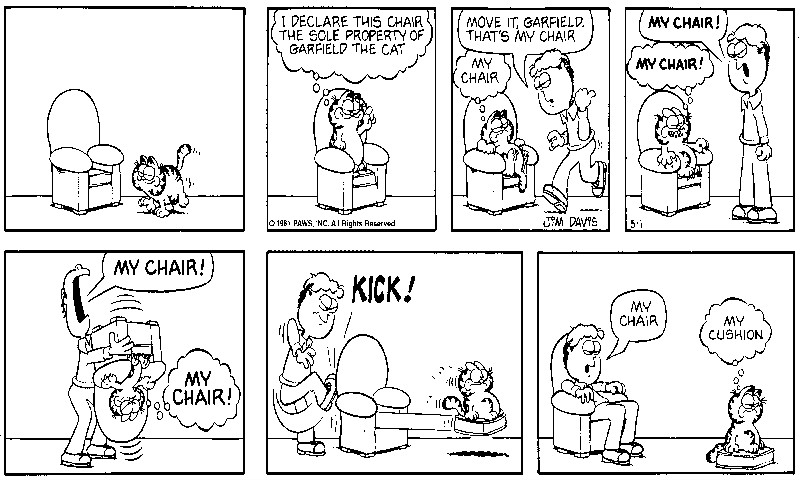 I DECLARE THIS CHAIR
THE SOLE PROPERTY OF
GARFIELD THE CAT
© 1981 PAWS, INC. All Rights Reserved
MOVE IT, GARFIELD.
THAT'S MY CHAIR
MY
CHAIR
JIM DAVIS
MY CHAIR!
MY CHAIR!
MY CHAIR!
MY
CHAIR!
KICK!
MY
CHAIR
MY
CUSHION